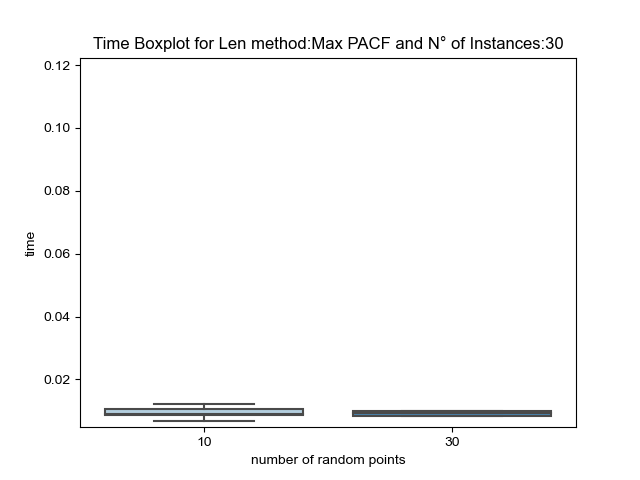 Time Boxplot for Len method:Max PACF and N° of Instances:30
0.12
0.10
0.08
0.06
0.04
0.02
time
10
30
number of random points